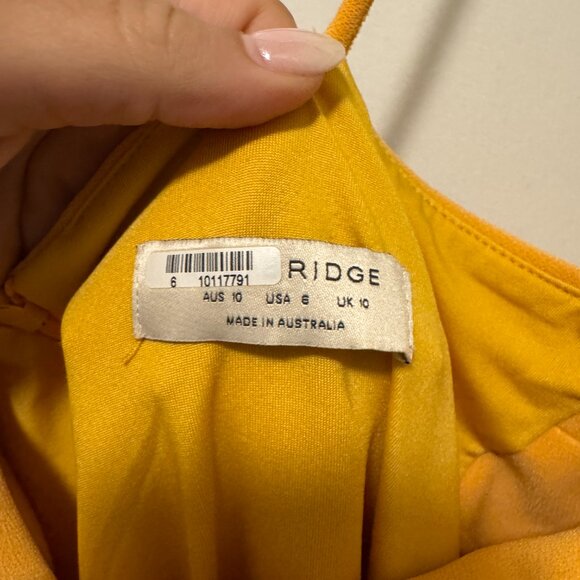 RIDGE
6 10117791
AUS 10 USA 6 UK 10
MADE IN AUSTRALIA